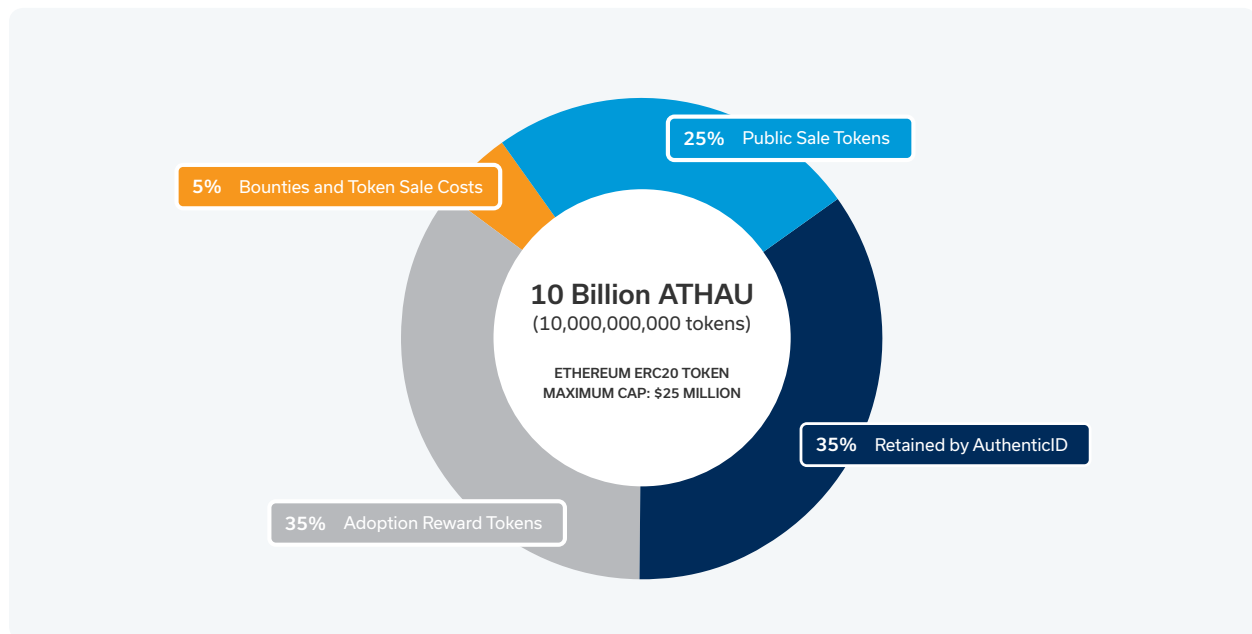 25% Public Sale Tokens
5% Bounties and Token Sale Costs
10 Billion ATHAU
(10,000,000,000 tokens)
ETHEREUM ERC20 TOKEN
MAXIMUM CAP: $25 MILLION
35% Retained by AuthenticID
35% Adoption Reward Tokens